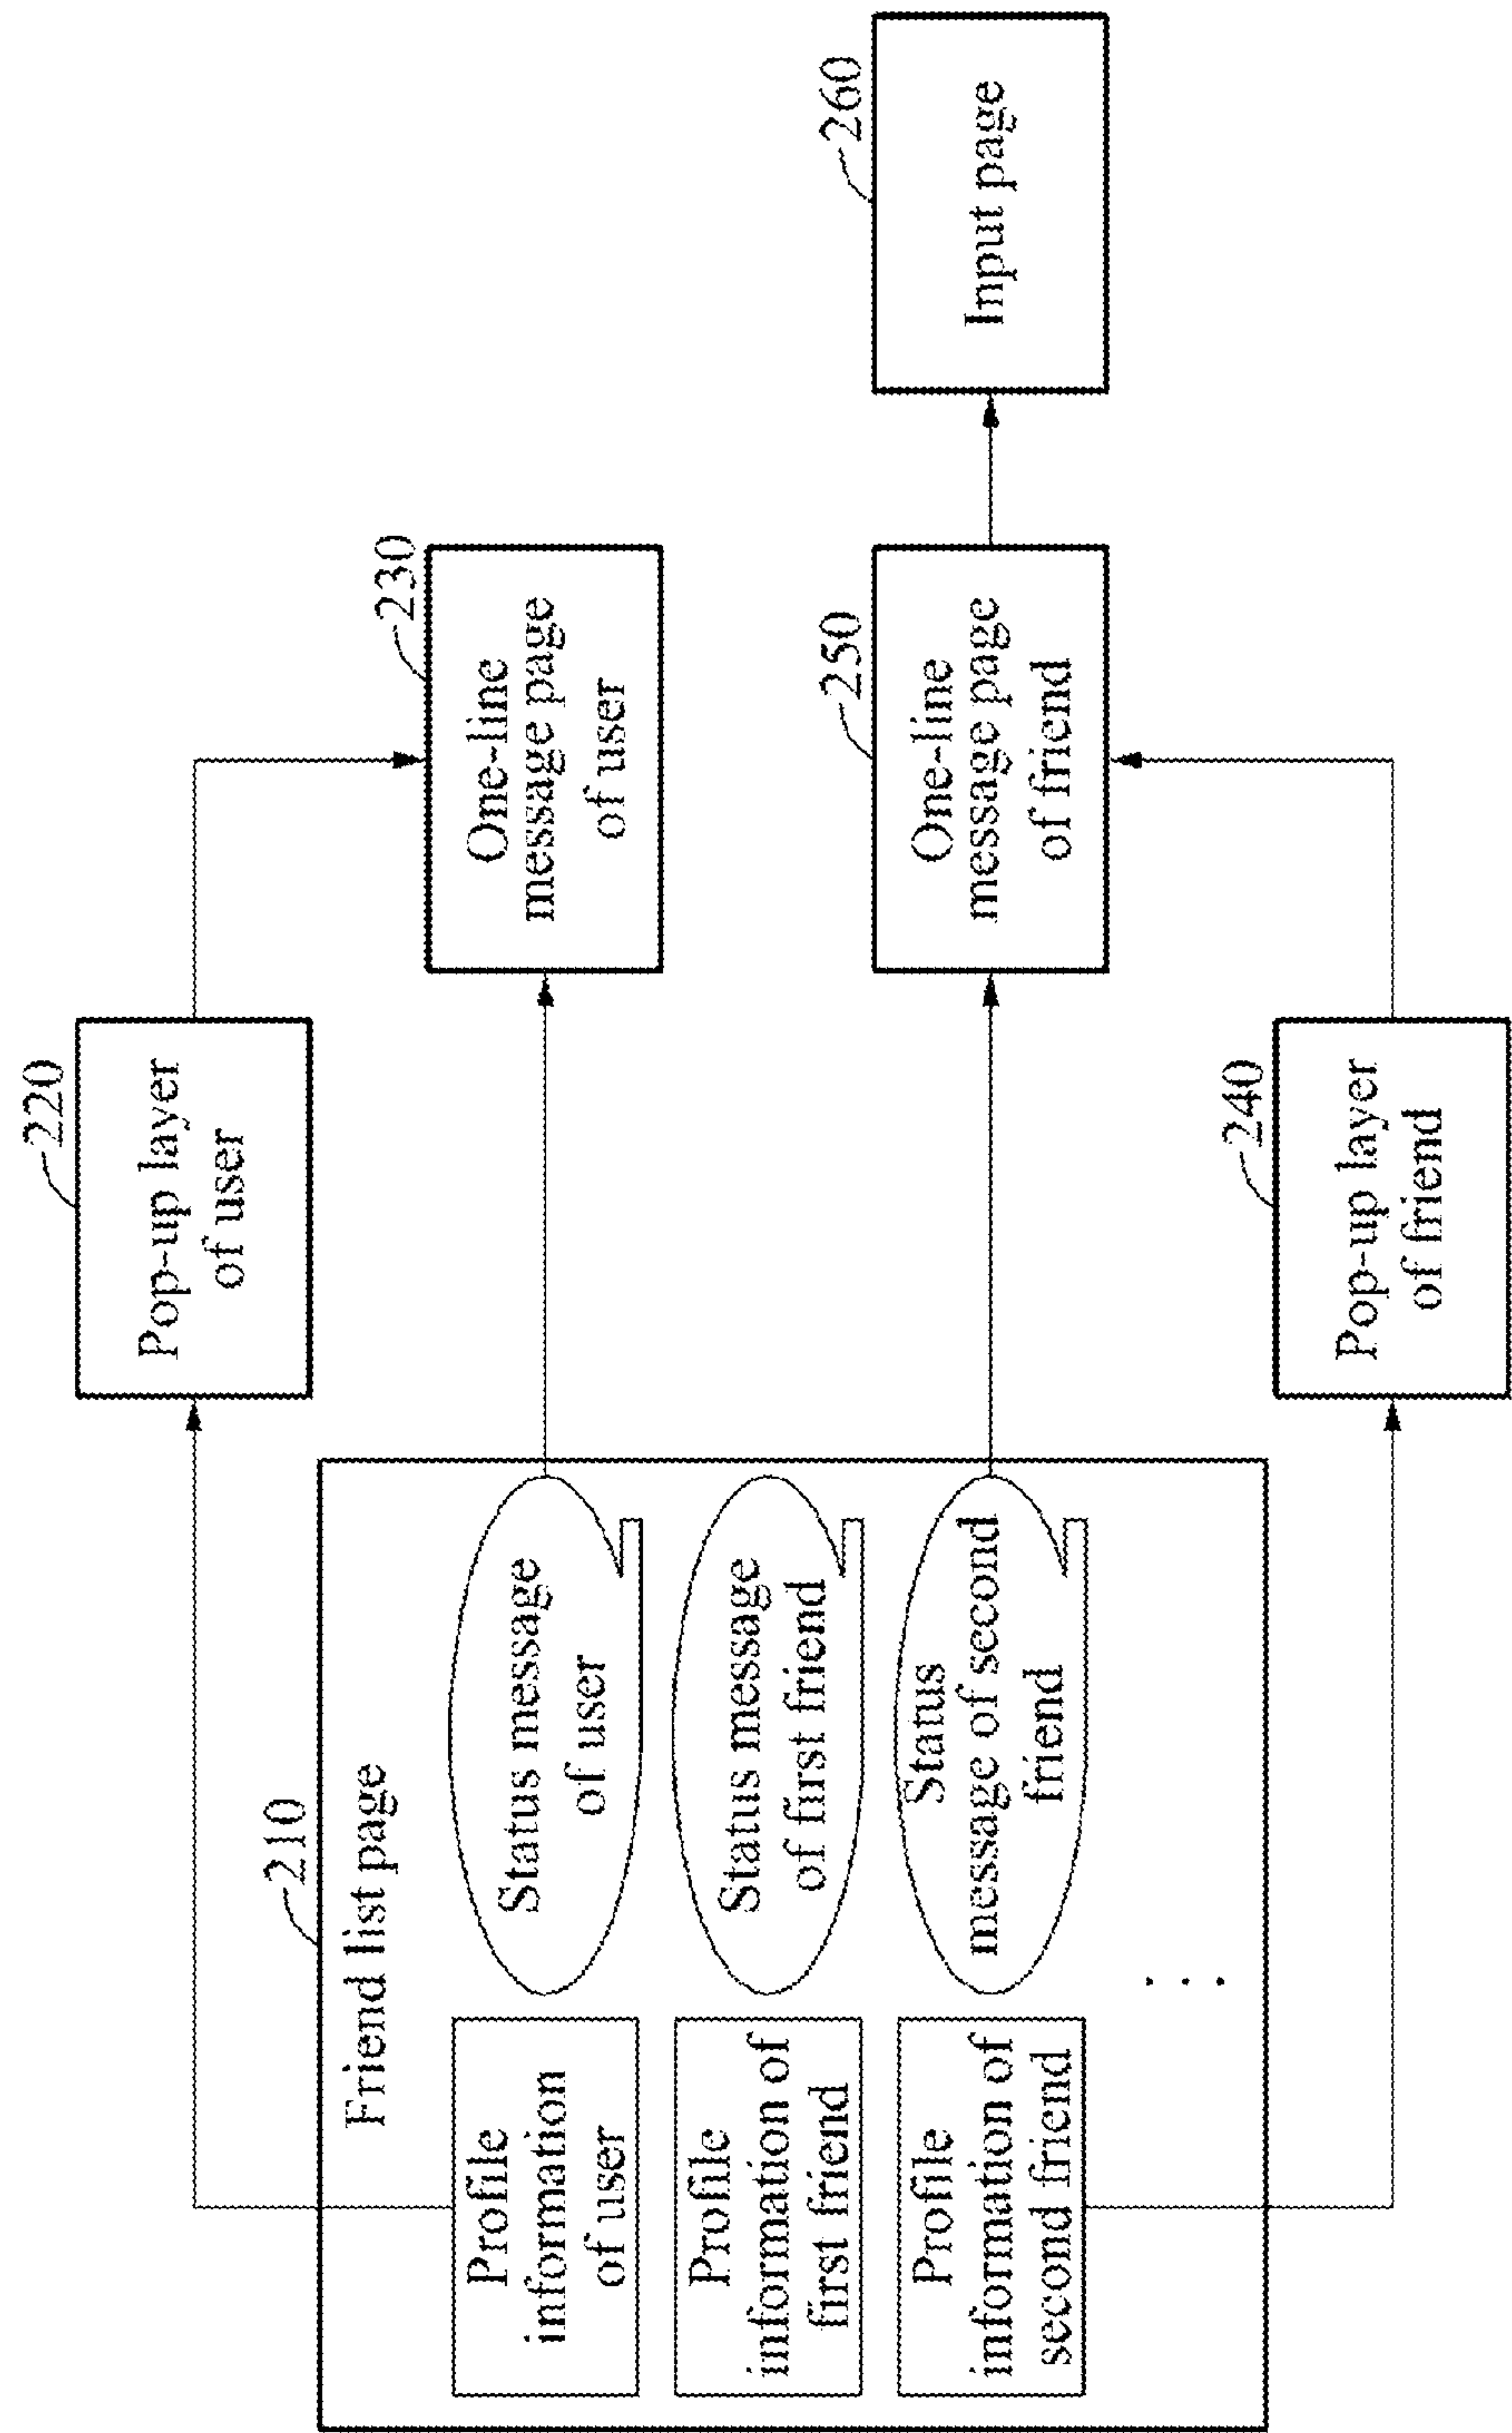 210
Friend list page
Profile
information
of user
Status message
of user
Profile
information of
first friend
Status message
of first friend
Profile
information of
second friend
Status
message of second
friend
220
Pop-up layer
of user
230
One-line
message page
of user
240
Pop-up layer
of friend
250
One-line
message page
of friend
260
Input page